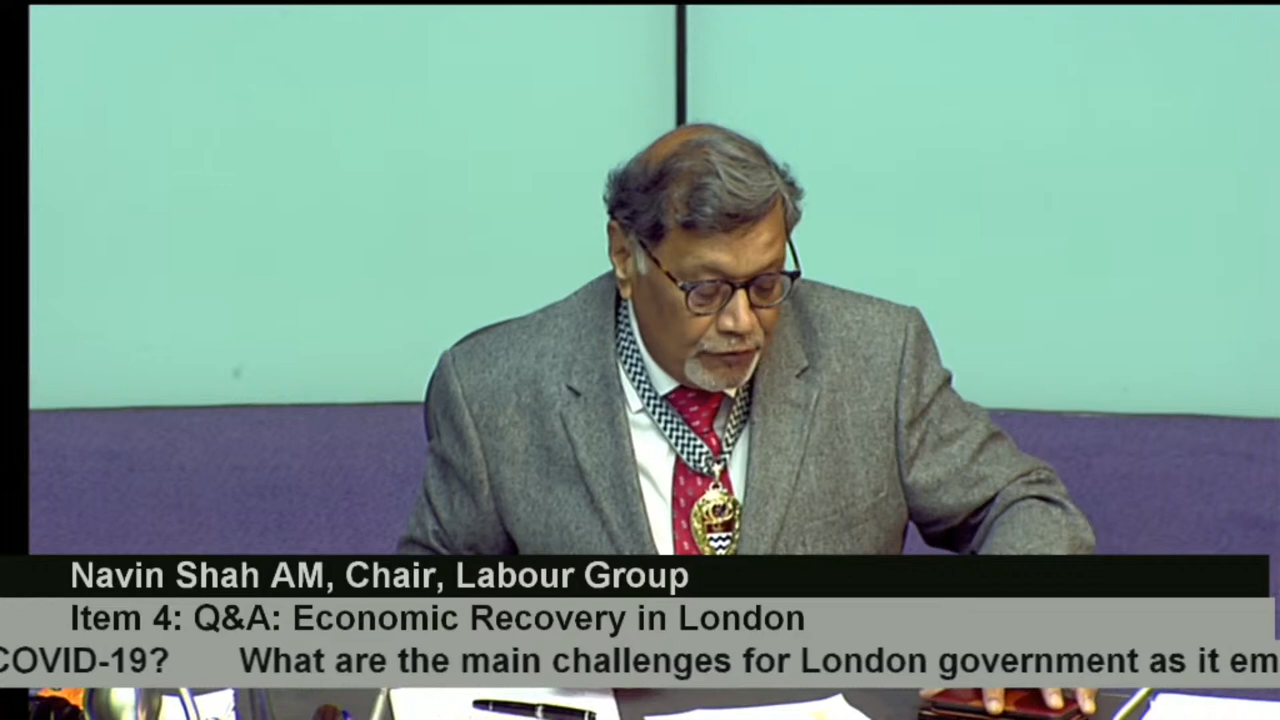 Navin Shah AM, Chair, Labour Group
Item 4: Q&A: Economic Recovery in London
COVID-19? What are the main challenges for London government as it em